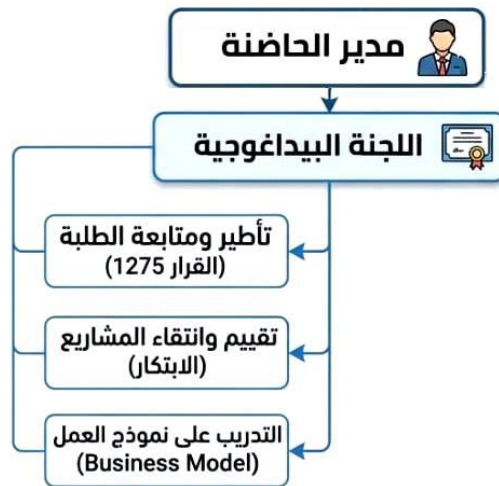 مدير الحاضنة
اللجنة البيداغوجية
تأطير ومتابعة الطلبة
(القرار 1275)
تقييم وانتقاء المشاريع
(الابتكار)
التدريب على نموذج العمل
(Business Model)